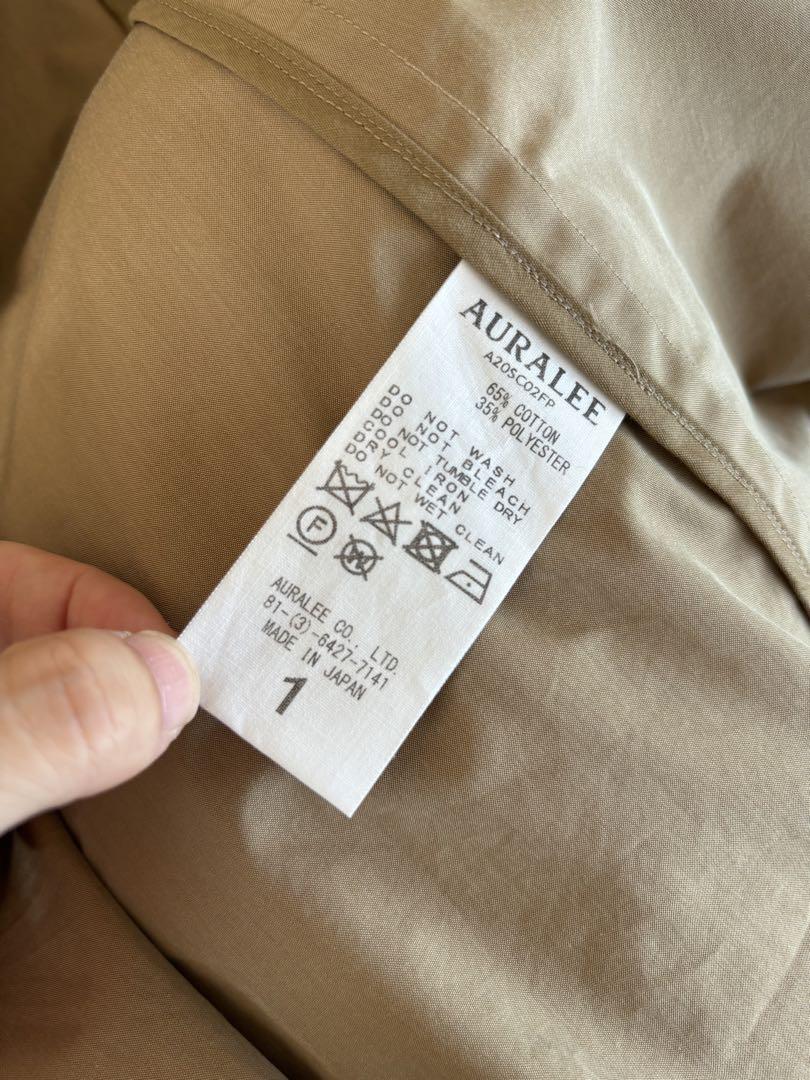 AURALEE
A20SC02FP
65% COTTON
35% POLYESTER
DO NOT WASH
DO NOT BLEACH
DO NOT TUMBLE DRY
COOL IRON
DRY CLEAN
DO NOT WET CLEAN
F
W
AURALEE CO., LTD.
81-(3)-6427-7141
MADE IN JAPAN
1